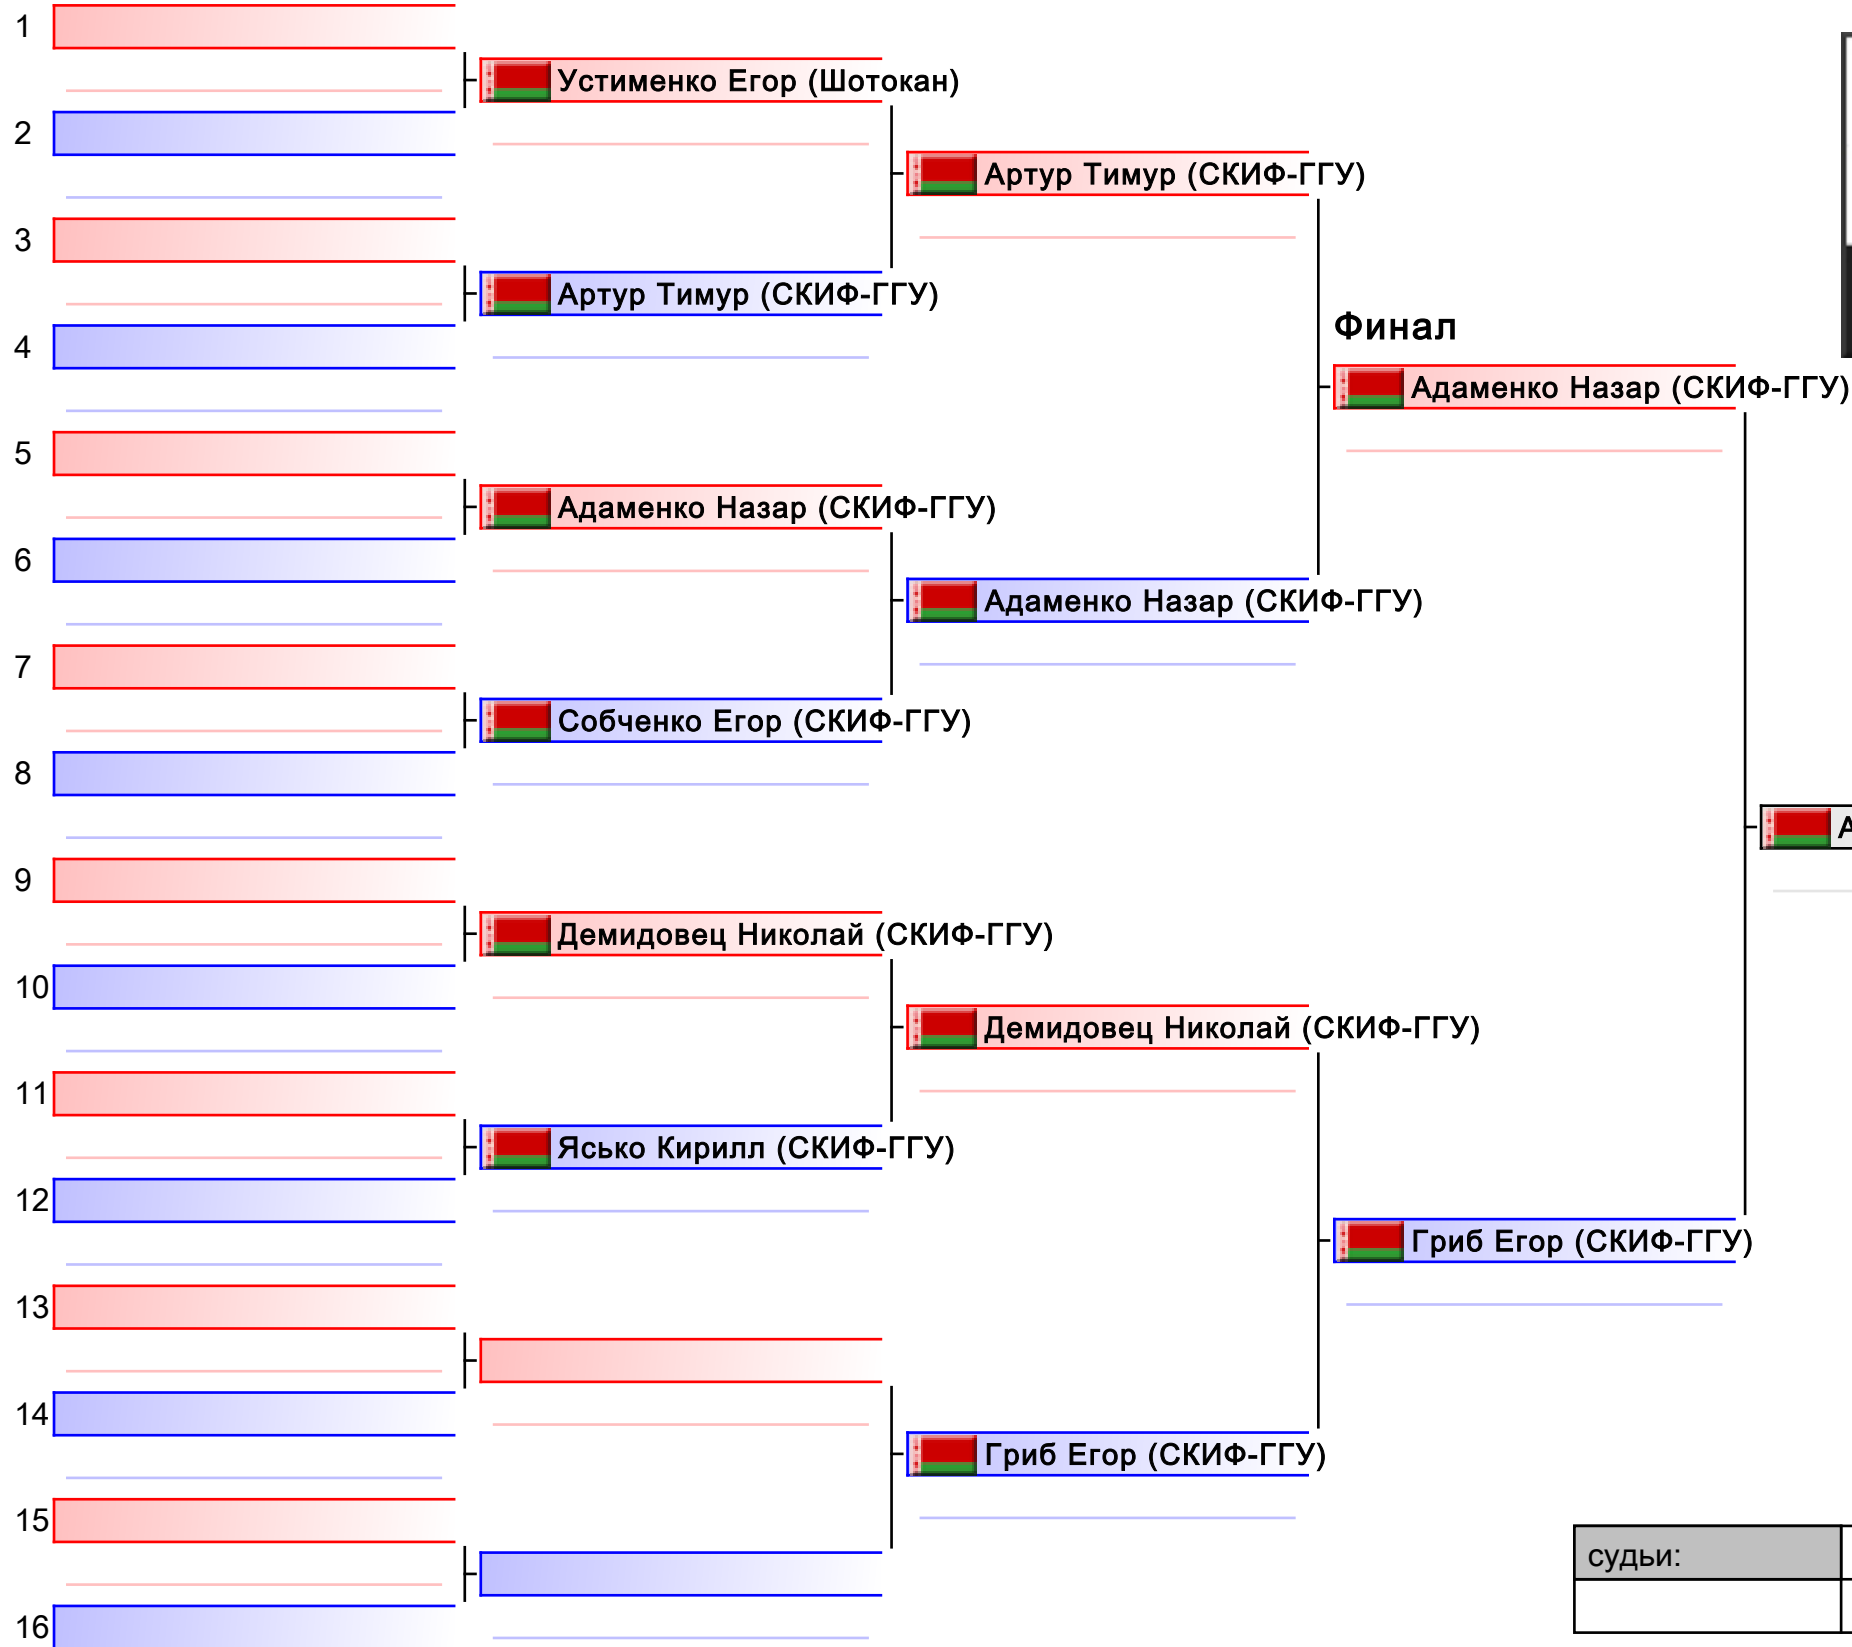 1
Устименко Егор (Шотокан)
2
Артур Тимур (СКИФ-ГГУ)
3
Артур Тимур (СКИФ-ГГУ)
4
Финал
Адаменко Назар (СКИФ-ГГУ)
5
Адаменко Назар (СКИФ-ГГУ)
6
Адаменко Назар (СКИФ-ГГУ)
7
Собченко Егор (СКИФ-ГГУ)
8
9
Демидовец Николай (СКИФ-ГГУ)
10
Демидовец Николай (СКИФ-ГГУ)
11
Ясько Кирилл (СКИФ-ГГУ)
12
Гриб Егор (СКИФ-ГГУ)
13
14
Гриб Егор (СКИФ-ГГУ)
15
судьи:
16